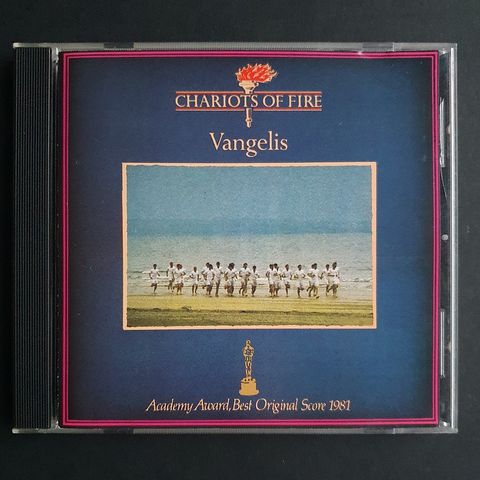 CHARIOTS OF FIRE
Vangelis
Academy Award, Best Original Score 1981